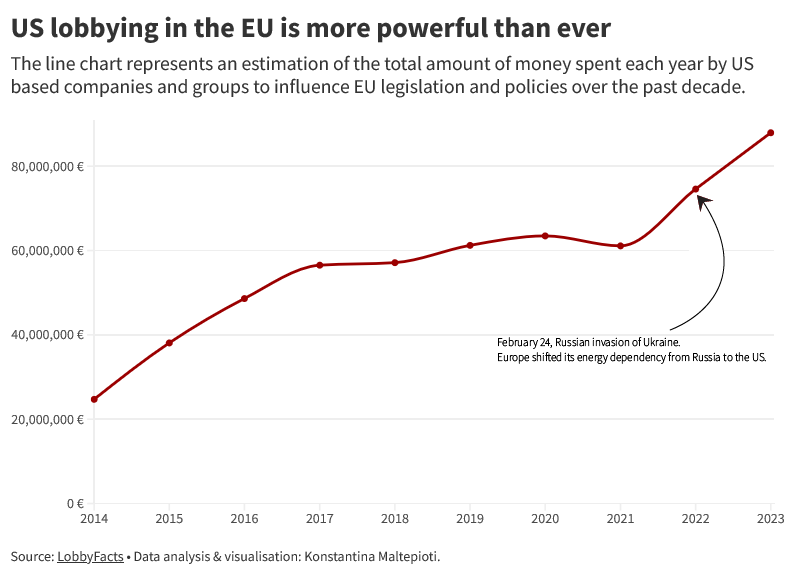 US lobbying in the EU is more powerful than ever
The line chart represents an estimation of the total amount of money spent each year by US
based companies and groups to influence EU legislation and policies over the past decade.
80,000,000 €
60,000,000 €
40,000,000 €
February 24, Russian invasion of Ukraine.
Europe shifted its energy dependency from Russia to the US.
20,000,000 €
0 €
2014 2015 2016 2017 2018 2019 2020 2021 2022 2023
Source: LobbyFacts • Data analysis & visualisation: Konstantina Maltepioti.